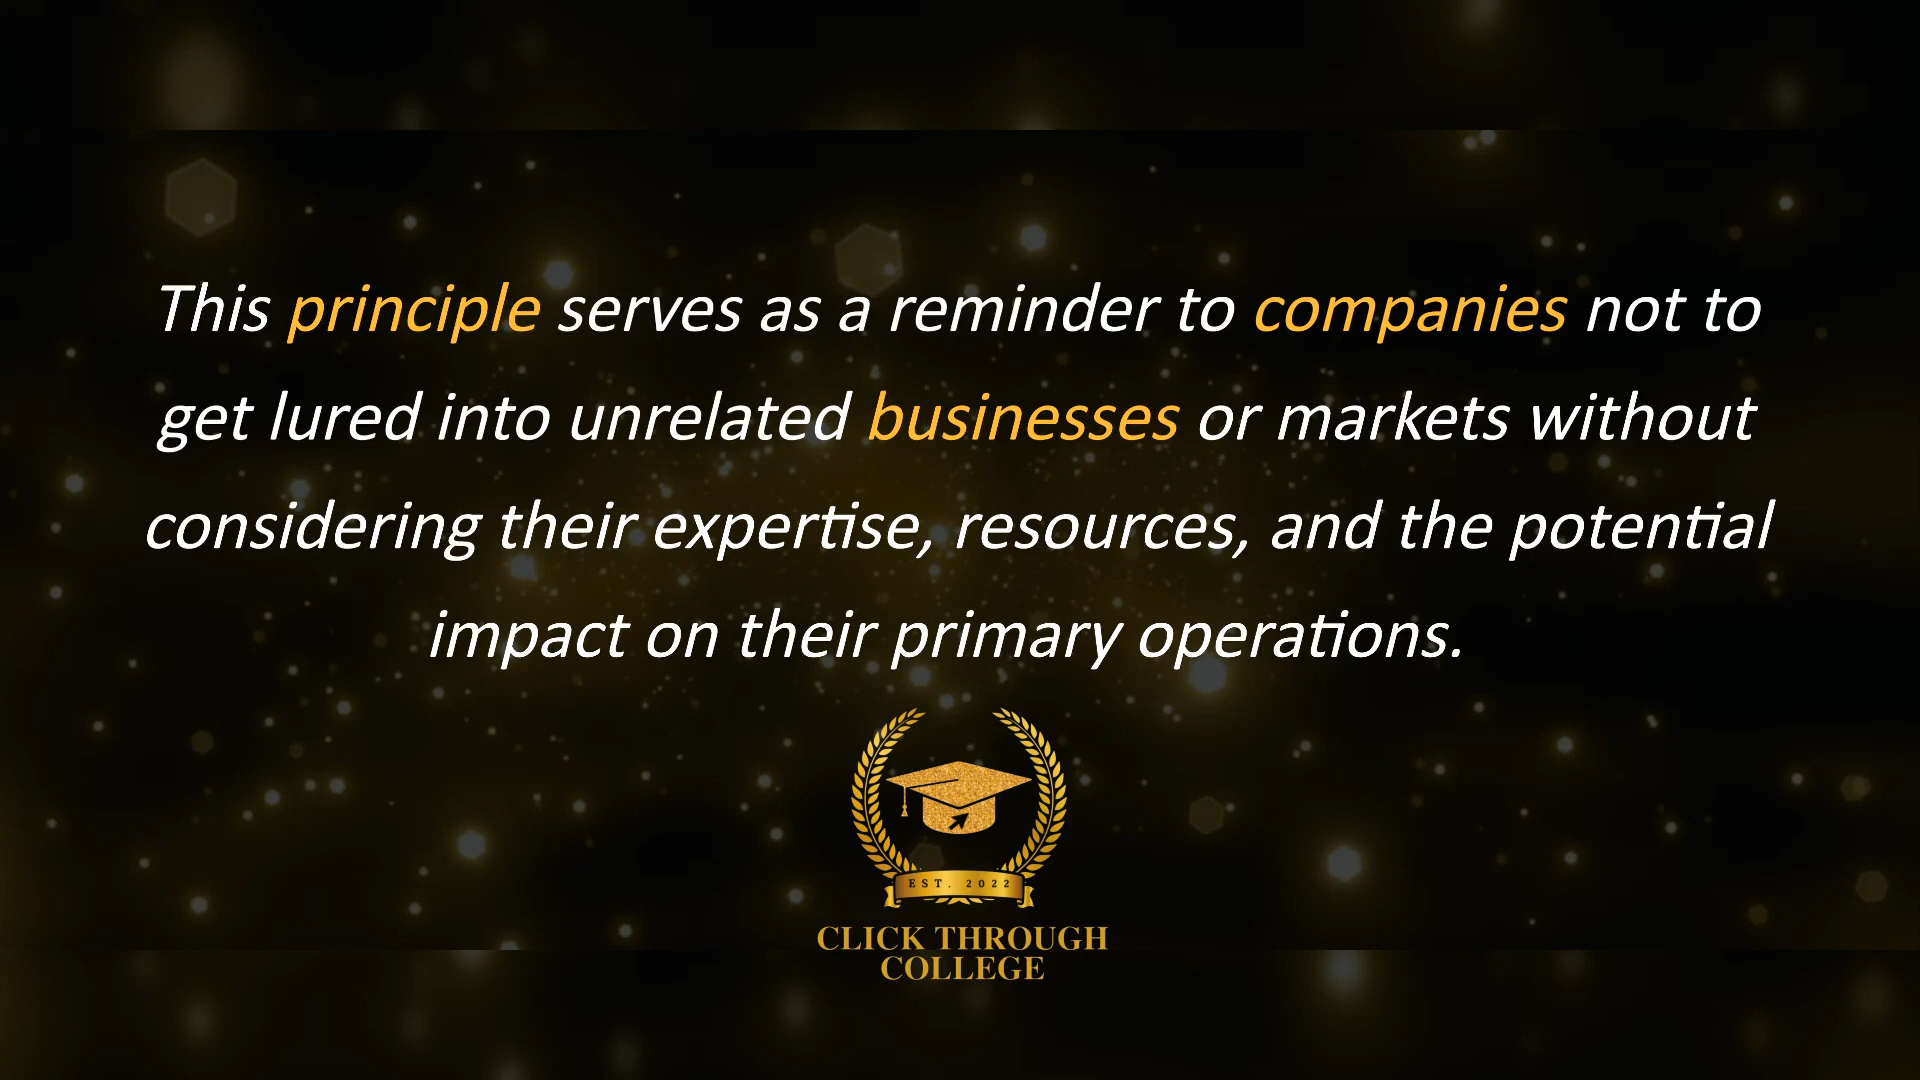 This principle serves as a reminder to companies not to
get lured into unrelated businesses or markets without
considering their expertise, resources, and the potential
impact on their primary operations.
EST. 2022
CLICK THROUGH
COLLEGE